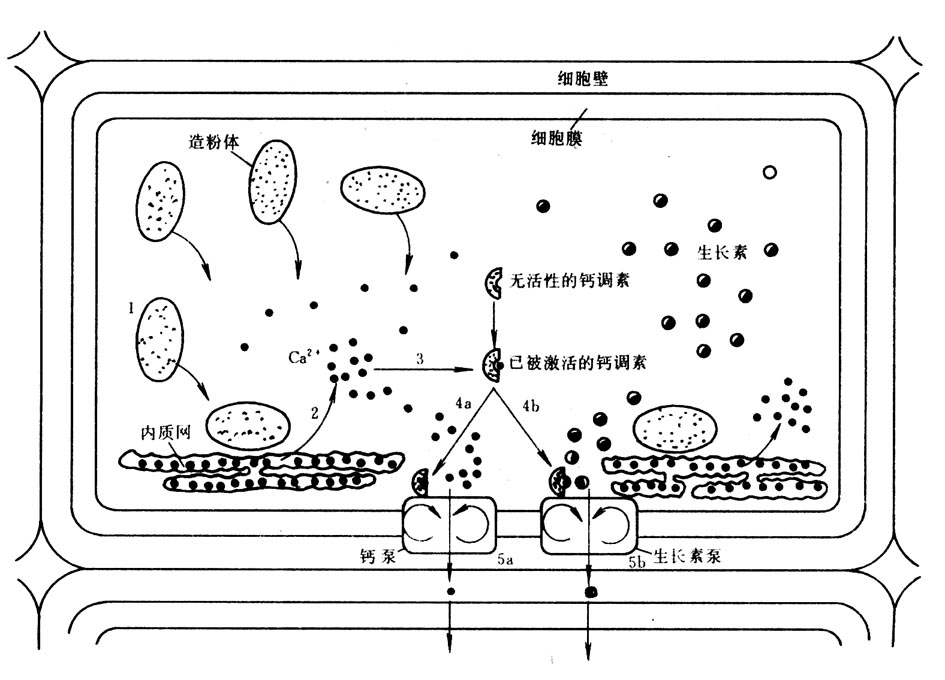 细胞壁
细胞膜
造粉体
生长素
无活性的钙调素
1
Ca²⁺
3
已被激活的钙调素
2
4a
4b
内质网
钙泵
5a
5b
生长素泵